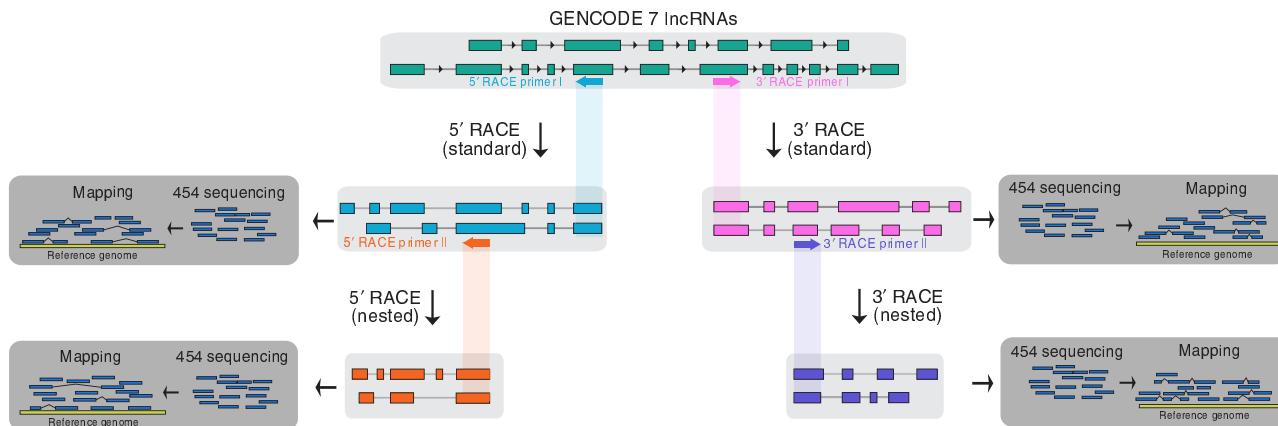 GENCODE 7 lncRNAs
5′ RACE primer I
3′ RACE primer I
5′ RACE
(standard)
3′ RACE
(standard)
Mapping
454 sequencing
Reference genome
5′ RACE primer II
3′ RACE primer II
454 sequencing
Mapping
Reference genome
5′ RACE
(nested)
3′ RACE
(nested)
Mapping
454 sequencing
Reference genome
454 sequencing
Mapping
Reference genome